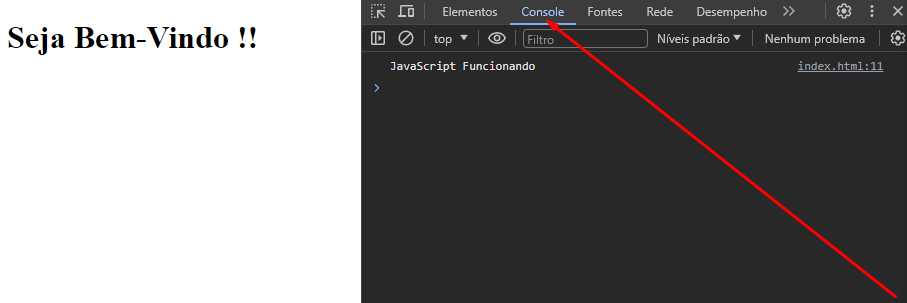 Seja Bem-Vindo !!
Elementos Console Fontes Rede Desempenho
top Filtro Níveis padrão Nenhum problema
JavaScript Funcionando index.html:11